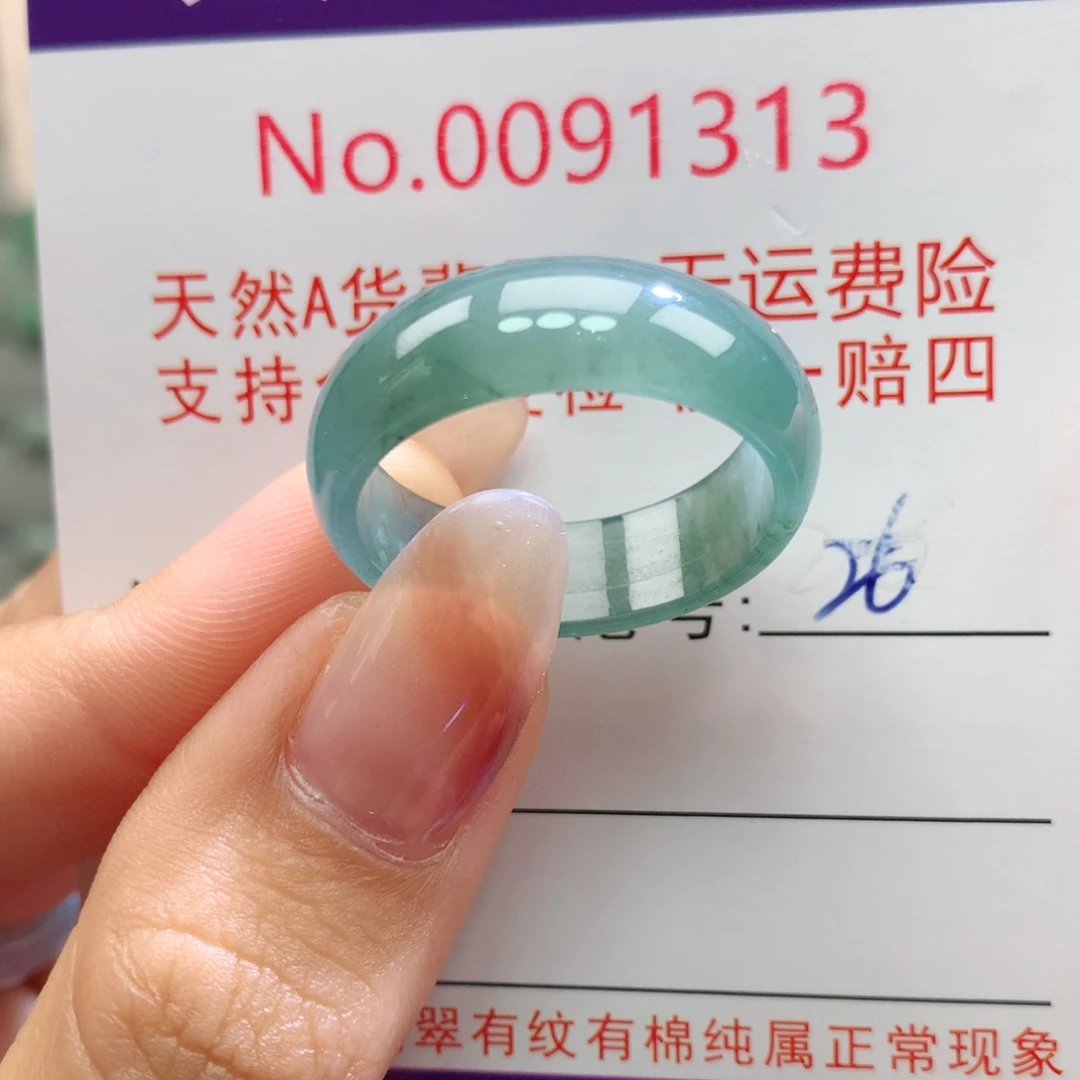 No.0091313
天然A货 运费险
支持 赔四
号: 26
翠有纹有棉纯属正常现象